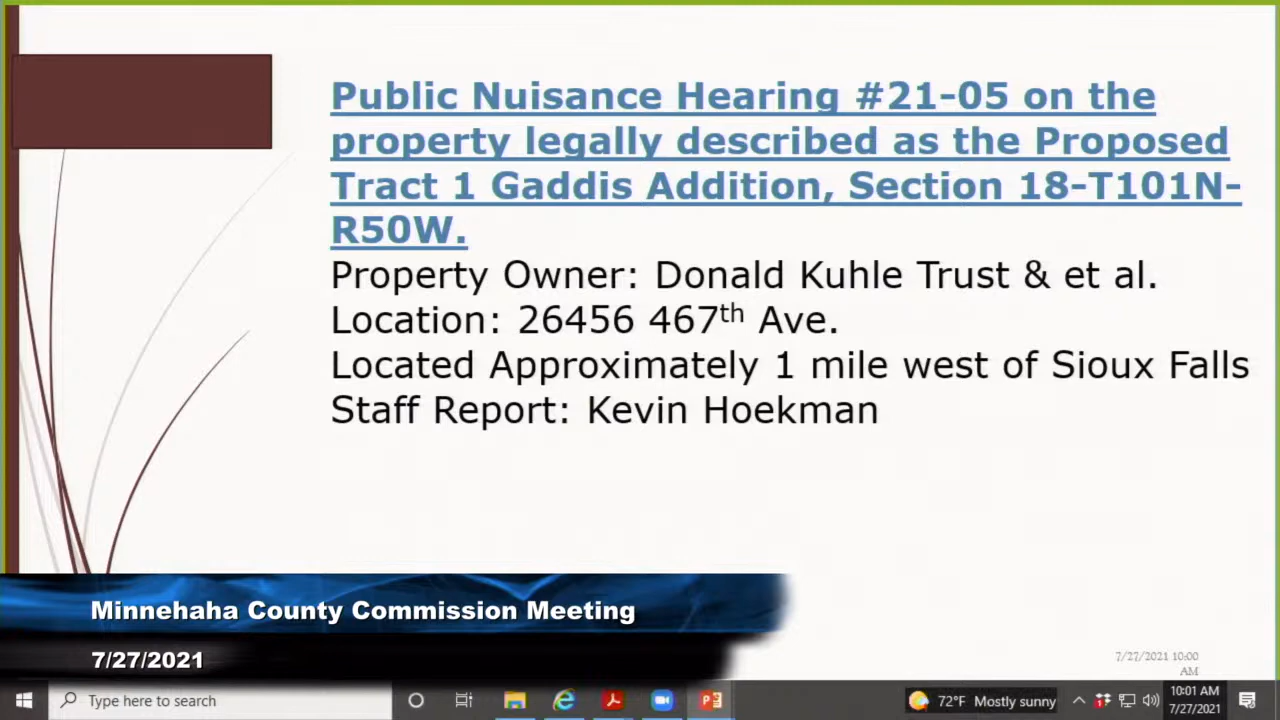 Public Nuisance Hearing #21-05 on the
property legally described as the Proposed
Tract 1 Gaddis Addition, Section 18-T101N-
R50W.
Property Owner: Donald Kuhle Trust & et al.
Location: 26456 467th Ave.
Located Approximately 1 mile west of Sioux Falls
Staff Report: Kevin Hoekman
Minnehaha County Commission Meeting
7/27/2021
7/27/2021 10:00
AM
Type here to search
72°F Mostly sunny
10:01 AM
7/27/2021